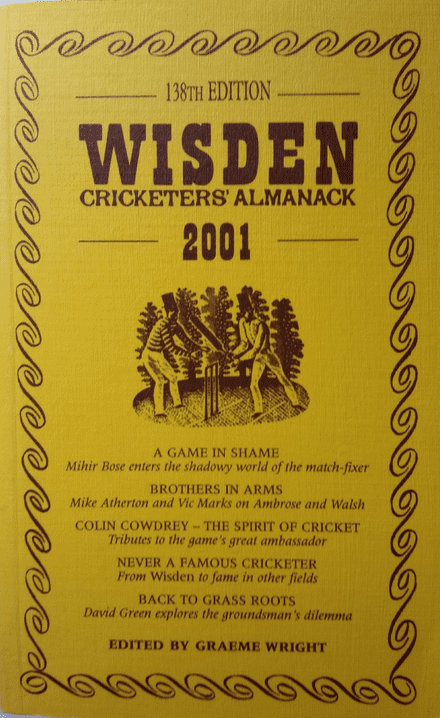 138TH EDITION
WISDEN
CRICKETERS' ALMANACK
2001
A GAME IN SHAME
Mihir Bose enters the shadowy world of the match-fixer
BROTHERS IN ARMS
Mike Atherton and Vic Marks on Ambrose and Walsh
COLIN COWDREY – THE SPIRIT OF CRICKET
Tributes to the game's great ambassador
NEVER A FAMOUS CRICKETER
From Wisden to fame in other fields
BACK TO GRASS ROOTS
David Green explores the groundsman's dilemma
EDITED BY GRAEME WRIGHT